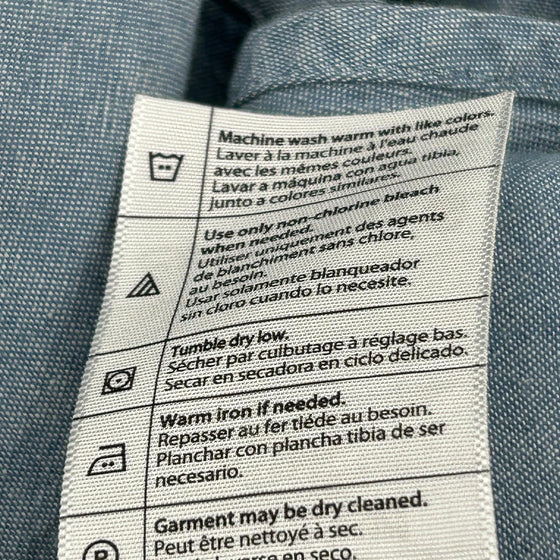 Machine wash warm with like colors.
Laver à la machine à l'eau chaude
avec les mêmes couleurs.
Lavar a máquina con agua tibia,
junto a colores similares.
Use only non-chlorine bleach
when needed.
Utiliser uniquement des agents
de blanchiment sans chlore,
au besoin.
Usar solamente blanqueador
sin cloro cuando lo necesite.
Tumble dry low.
Sécher par culbutage à réglage bas.
Secar en secadora en ciclo delicado.
Warm iron if needed.
Repasser au fer tiéde au besoin.
Planchar con plancha tibia de ser
necesario.
P
Garment may be dry cleaned.
Peut être nettoyé à sec.
en seco.